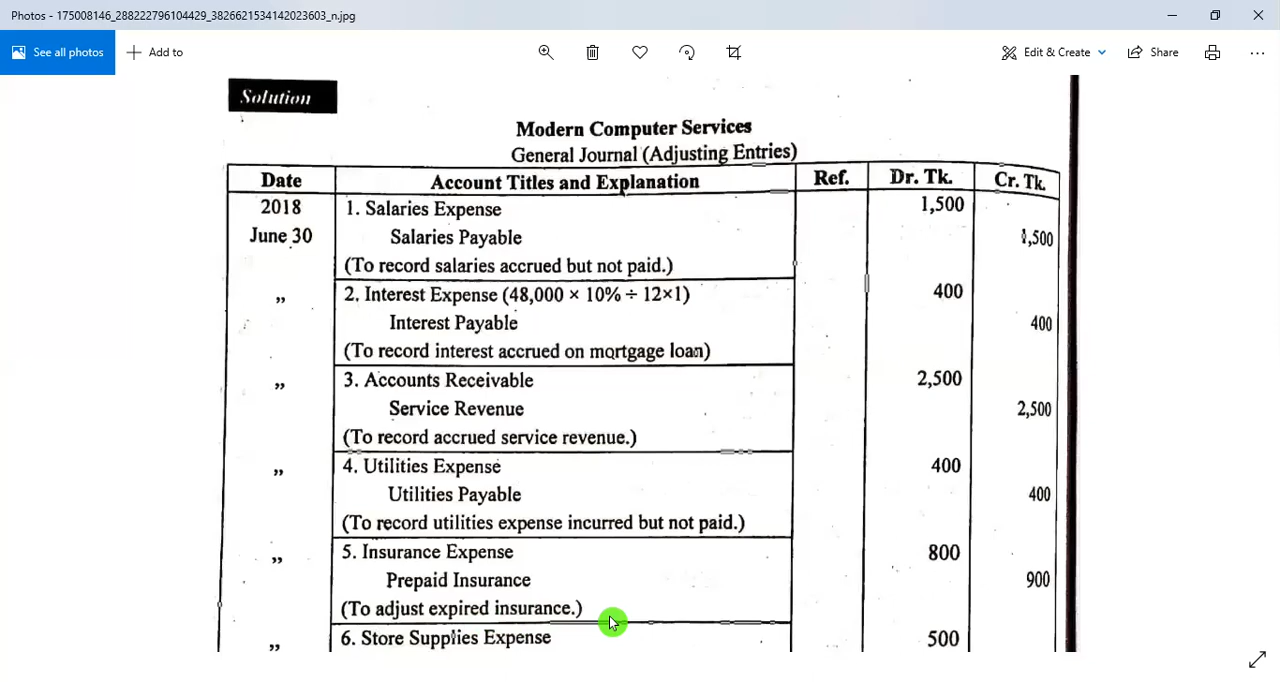 Photos - 175008146_288222796104429_3826621534142023603_n.jpg
See all photos
Add to
Edit & Create
Share
Solution
Modern Computer Services
General Journal (Adjusting Entries)
Date Account Titles and Explanation Ref. Dr. Tk. Cr. Tk.
2018 1. Salaries Expense 1,500
June 30 Salaries Payable 1,500
(To record salaries accrued but not paid.)
,, 2. Interest Expense (48,000 × 10% ÷ 12×1) 400
Interest Payable 400
(To record interest accrued on mortgage loan)
,, 3. Accounts Receivable 2,500
Service Revenue 2,500
(To record accrued service revenue.)
,, 4. Utilities Expense 400
Utilities Payable 400
(To record utilities expense incurred but not paid.)
,, 5. Insurance Expense 800
Prepaid Insurance 900
(To adjust expired insurance.)
,, 6. Store Supplies Expense 500